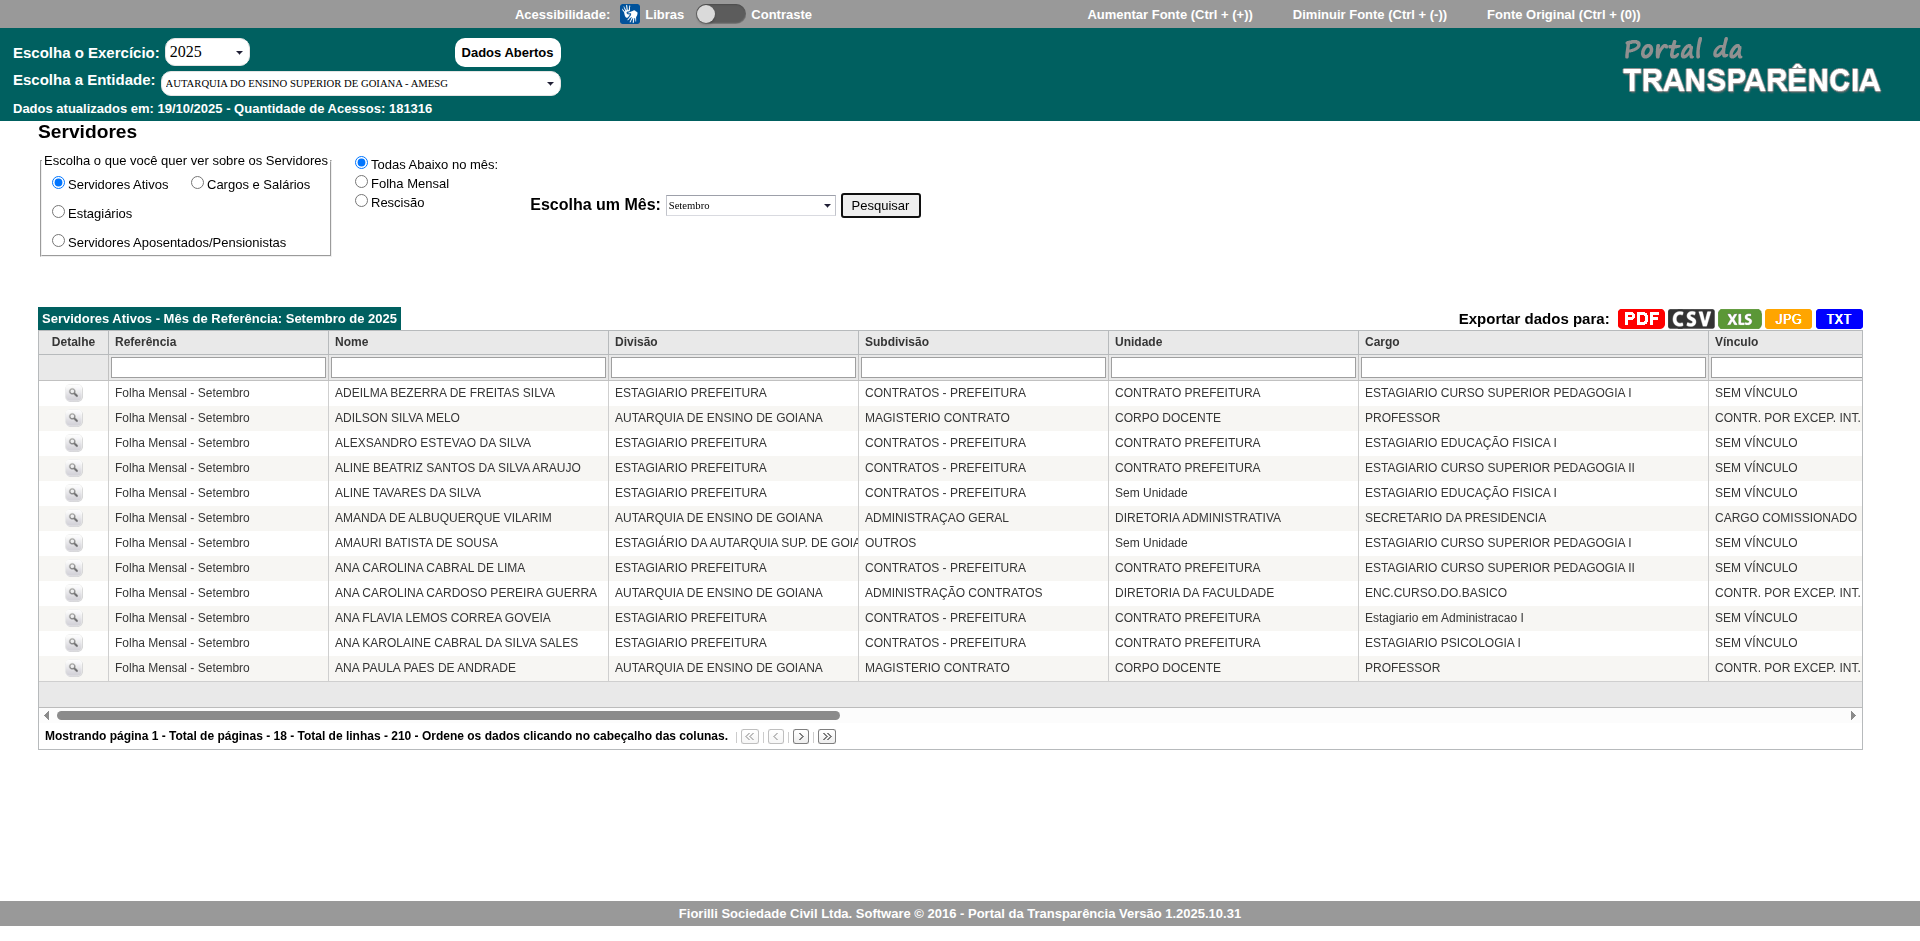 Acessibilidade: Libras Contraste Aumentar Fonte (Ctrl + (+)) Diminuir Fonte (Ctrl + (-)) Fonte Original (Ctrl + (0))
Escolha o Exercício: 2025 Dados Abertos
Escolha a Entidade: AUTARQUIA DO ENSINO SUPERIOR DE GOIANA - AMESG
Dados atualizados em: 19/10/2025 - Quantidade de Acessos: 181316
Portal da
TRANSPARÊNCIA
Servidores
Escolha o que você quer ver sobre os Servidores
Servidores Ativos Cargos e Salários
Estagiários
Servidores Aposentados/Pensionistas
Todas Abaixo no mês:
Folha Mensal
Rescisão
Escolha um Mês: Setembro Pesquisar
Servidores Ativos - Mês de Referência: Setembro de 2025 Exportar dados para: PDF CSV XLS JPG TXT
Detalhe Referência Nome Divisão Subdivisão Unidade Cargo Vínculo
Folha Mensal - Setembro ADEILMA BEZERRA DE FREITAS SILVA ESTAGIARIO PREFEITURA CONTRATOS - PREFEITURA CONTRATO PREFEITURA ESTAGIARIO CURSO SUPERIOR PEDAGOGIA I SEM VÍNCULO
Folha Mensal - Setembro ADILSON SILVA MELO AUTARQUIA DE ENSINO DE GOIANA MAGISTERIO CONTRATO CORPO DOCENTE PROFESSOR CONTR. POR EXCEP. INT.
Folha Mensal - Setembro ALEXSANDRO ESTEVAO DA SILVA ESTAGIARIO PREFEITURA CONTRATOS - PREFEITURA CONTRATO PREFEITURA ESTAGIARIO EDUCAÇÃO FISICA I SEM VÍNCULO
Folha Mensal - Setembro ALINE BEATRIZ SANTOS DA SILVA ARAUJO ESTAGIARIO PREFEITURA CONTRATOS - PREFEITURA CONTRATO PREFEITURA ESTAGIARIO CURSO SUPERIOR PEDAGOGIA II SEM VÍNCULO
Folha Mensal - Setembro ALINE TAVARES DA SILVA ESTAGIARIO PREFEITURA CONTRATOS - PREFEITURA Sem Unidade ESTAGIARIO EDUCAÇÃO FISICA I SEM VÍNCULO
Folha Mensal - Setembro AMANDA DE ALBUQUERQUE VILARIM AUTARQUIA DE ENSINO DE GOIANA ADMINISTRAÇAO GERAL DIRETORIA ADMINISTRATIVA SECRETARIO DA PRESIDENCIA CARGO COMISSIONADO
Folha Mensal - Setembro AMAURI BATISTA DE SOUSA ESTAGIÁRIO DA AUTARQUIA SUP. DE GOIA OUTROS Sem Unidade ESTAGIARIO CURSO SUPERIOR PEDAGOGIA I SEM VÍNCULO
Folha Mensal - Setembro ANA CAROLINA CABRAL DE LIMA ESTAGIARIO PREFEITURA CONTRATOS - PREFEITURA CONTRATO PREFEITURA ESTAGIARIO CURSO SUPERIOR PEDAGOGIA II SEM VÍNCULO
Folha Mensal - Setembro ANA CAROLINA CARDOSO PEREIRA GUERRA AUTARQUIA DE ENSINO DE GOIANA ADMINISTRAÇÃO CONTRATOS DIRETORIA DA FACULDADE ENC.CURSO.DO.BASICO CONTR. POR EXCEP. INT.
Folha Mensal - Setembro ANA FLAVIA LEMOS CORREA GOVEIA ESTAGIARIO PREFEITURA CONTRATOS - PREFEITURA CONTRATO PREFEITURA Estagiario em Administracao I SEM VÍNCULO
Folha Mensal - Setembro ANA KAROLAINE CABRAL DA SILVA SALES ESTAGIARIO PREFEITURA CONTRATOS - PREFEITURA CONTRATO PREFEITURA ESTAGIARIO PSICOLOGIA I SEM VÍNCULO
Folha Mensal - Setembro ANA PAULA PAES DE ANDRADE AUTARQUIA DE ENSINO DE GOIANA MAGISTERIO CONTRATO CORPO DOCENTE PROFESSOR CONTR. POR EXCEP. INT.
Mostrando página 1 - Total de páginas - 18 - Total de linhas - 210 - Ordene os dados clicando no cabeçalho das colunas.
Fiorilli Sociedade Civil Ltda. Software © 2016 - Portal da Transparência Versão 1.2025.10.31